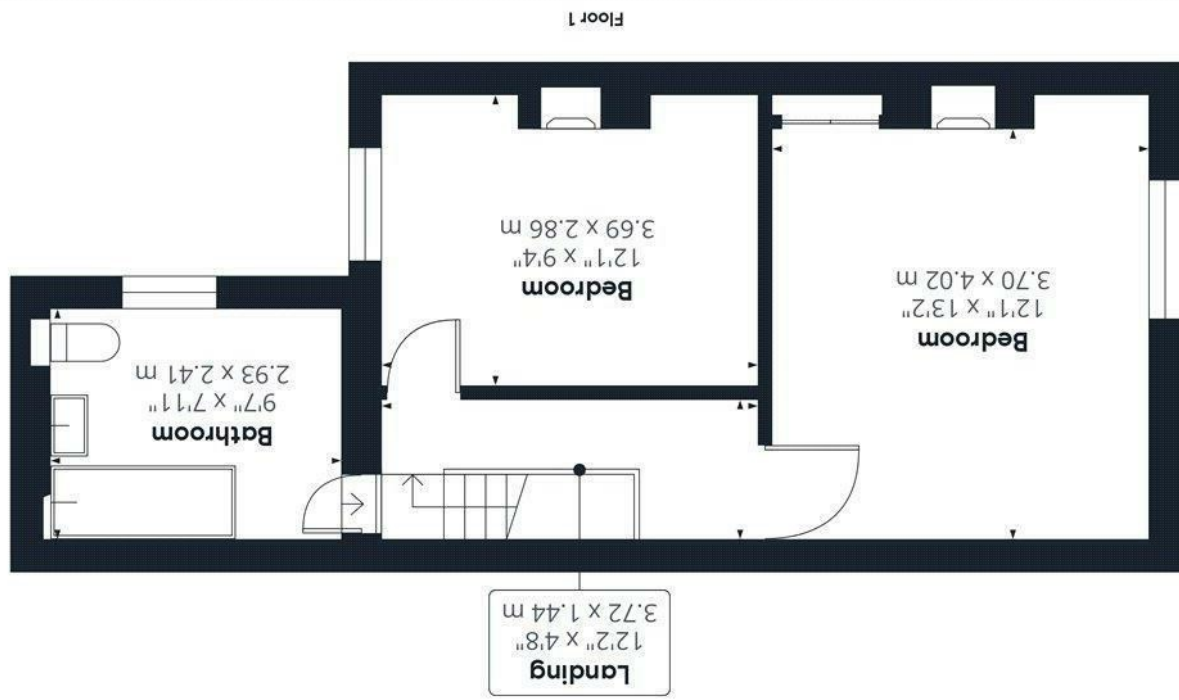 Landing
12'2" x 4'8"
3.72 x 1.44 m
Bathroom
9'7" x 7'11"
2.93 x 2.41 m
Bedroom
12'1" x 9'4"
3.69 x 2.86 m
Bedroom
12'1" x 13'2"
3.70 x 4.02 m
Floor 1